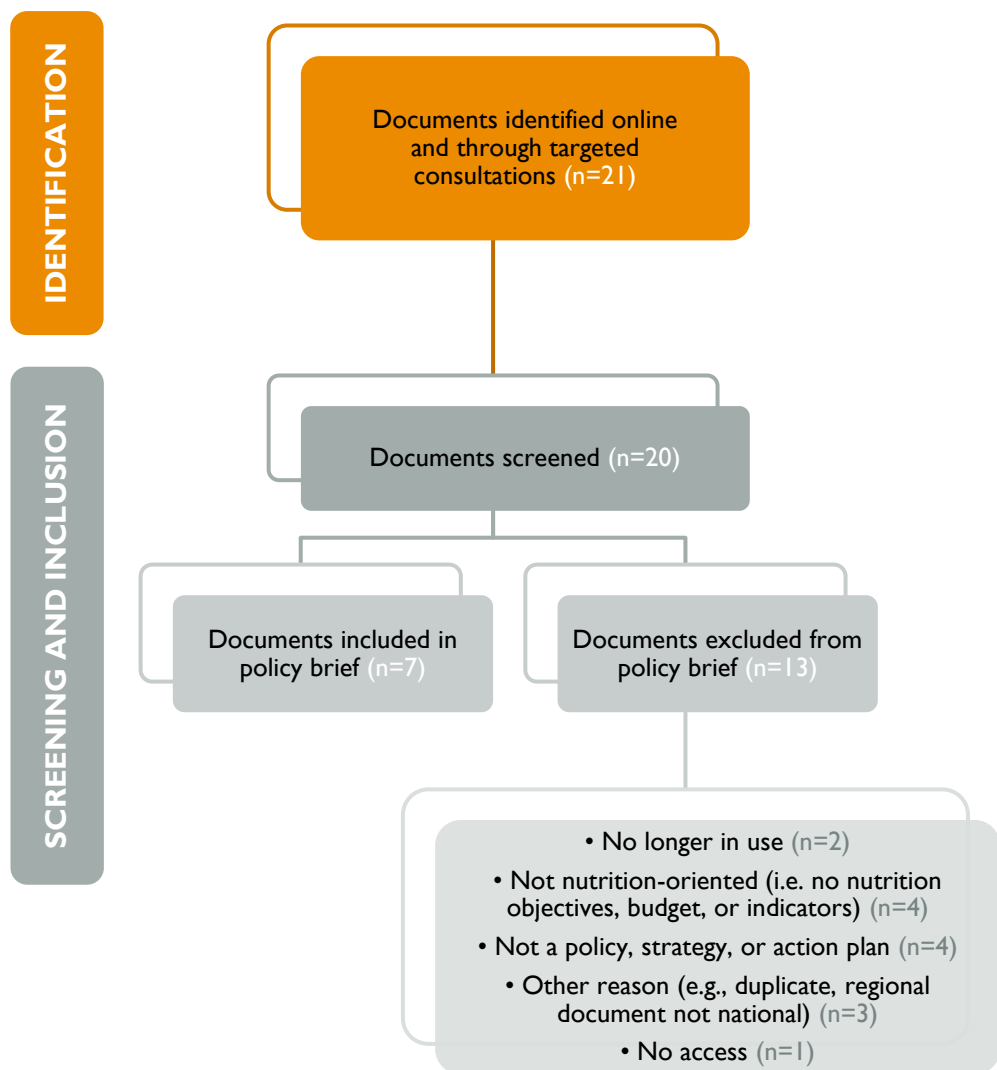 IDENTIFICATION
Documents identified online
and through targeted
consultations (n=21)
SCREENING AND INCLUSION
Documents screened (n=20)
Documents included in
policy brief (n=7)
Documents excluded from
policy brief (n=13)
• No longer in use (n=2)
• Not nutrition-oriented (i.e. no nutrition
objectives, budget, or indicators) (n=4)
• Not a policy, strategy, or action plan (n=4)
• Other reason (e.g., duplicate, regional
document not national) (n=3)
• No access (n=1)